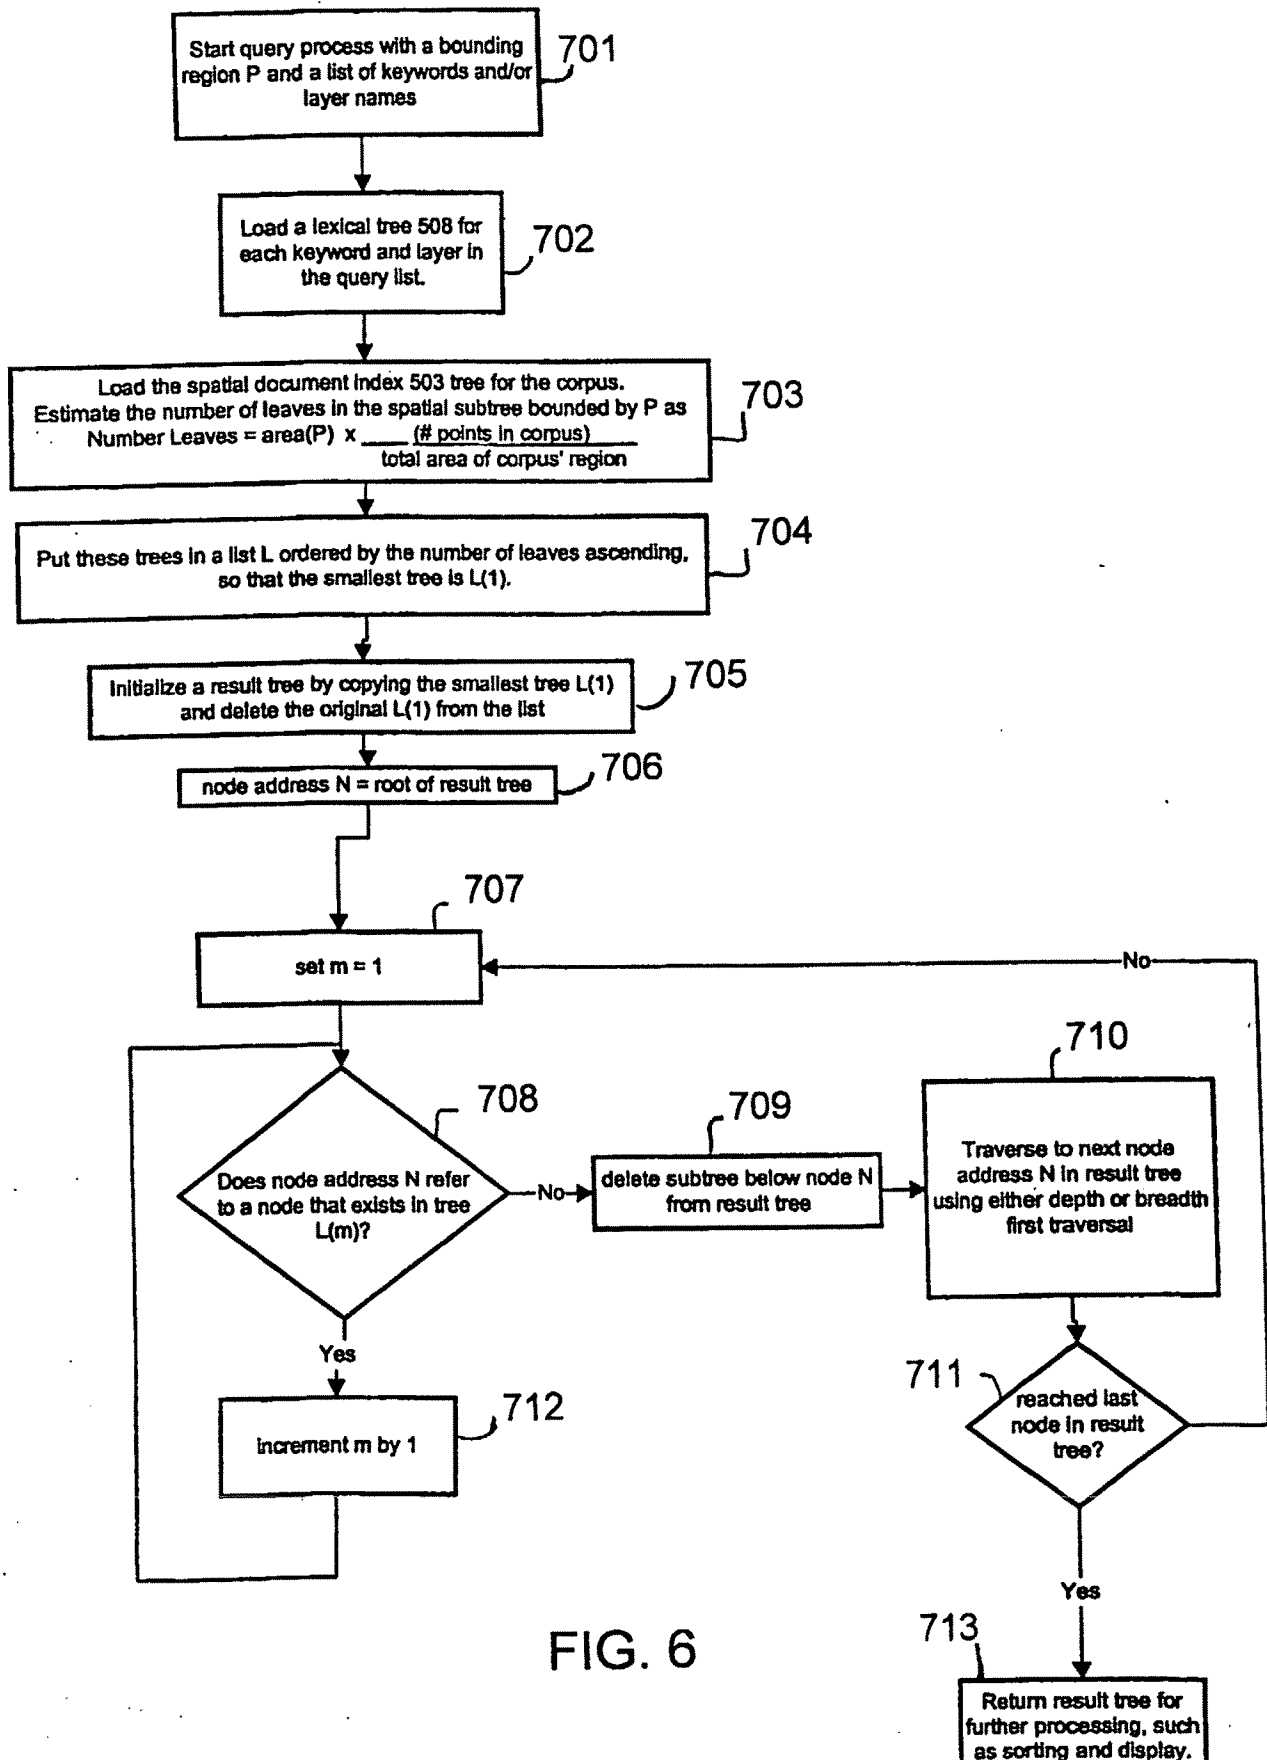 Start query process with a bounding
region P and a list of keywords and/or
layer names
701
Load a lexical tree 508 for
each keyword and layer in
the query list.
702
Load the spatial document index 503 tree for the corpus.
Estimate the number of leaves in the spatial subtree bounded by P as
Number Leaves = area(P) x (# points in corpus)
total area of corpus' region
703
Put these trees in a list L ordered by the number of leaves ascending,
so that the smallest tree is L(1).
704
Initialize a result tree by copying the smallest tree L(1)
and delete the original L(1) from the list
705
node address N = root of result tree
706
707
set m = 1
No
708
Does node address N refer
to a node that exists in tree
L(m)?
No
709
delete subtree below node N
from result tree
710
Traverse to next node
address N in result tree
using either depth or breadth
first traversal
Yes
712
increment m by 1
711
reached last
node in result
tree?
Yes
713
Return result tree for
further processing, such
as sorting and display.
FIG. 6